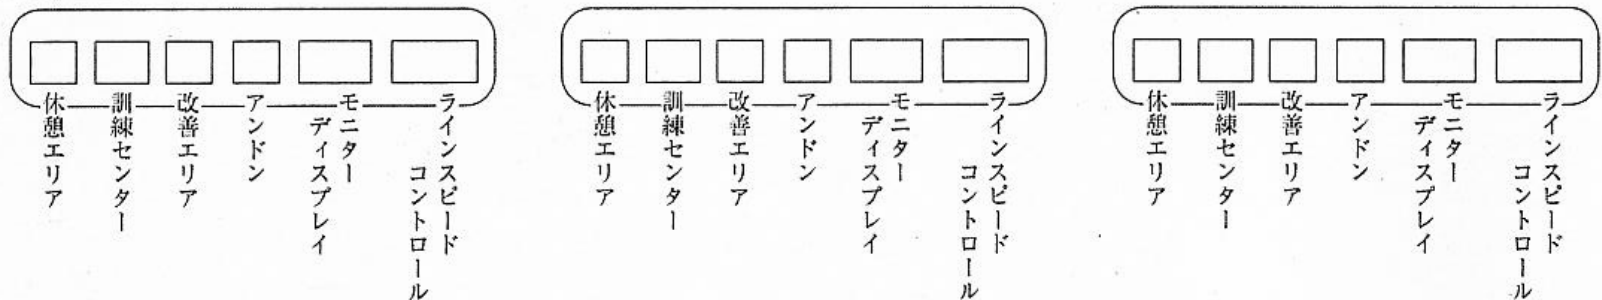 休憩エリア
訓練センター
改善エリア
アンドン
モニター
ディスプレイ
ラインスピード
コントロール
休憩エリア
訓練センター
改善エリア
アンドン
モニター
ディスプレイ
ラインスピード
コントロール
休憩エリア
訓練センター
改善エリア
アンドン
モニター
ディスプレイ
ラインスピード
コントロール